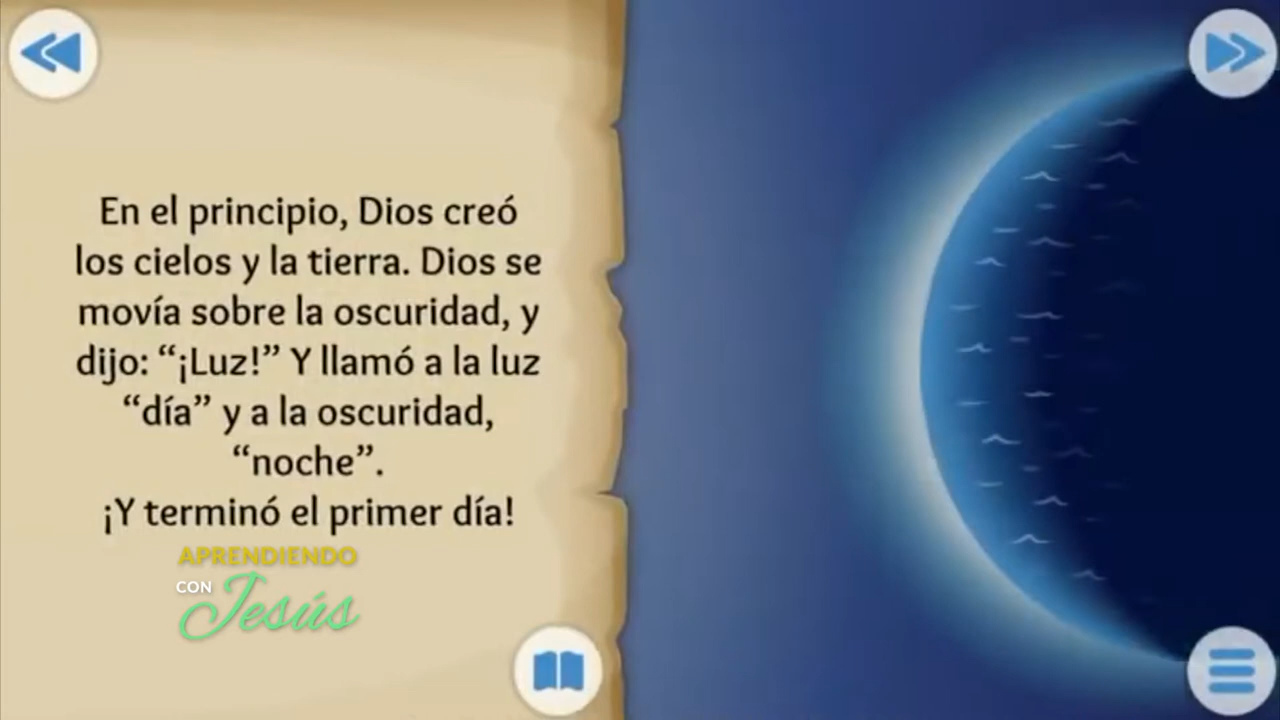 En el principio, Dios creó
los cielos y la tierra. Dios se
movía sobre la oscuridad, y
dijo: “¡Luz!” Y llamó a la luz
“día” y a la oscuridad,
“noche”.
¡Y terminó el primer día!
APRENDIENDO
CON Jesús